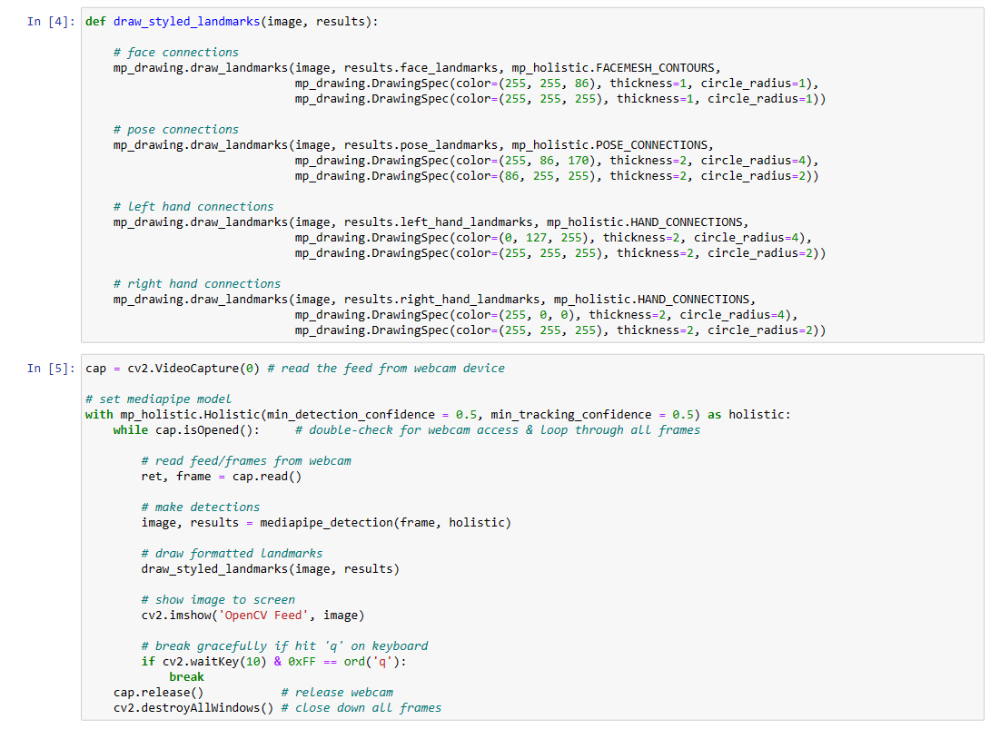 In [4]: def draw_styled_landmarks(image, results):
# face connections
mp_drawing.draw_landmarks(image, results.face_landmarks, mp_holistic.FACEMESH_CONTOURS,
mp_drawing.DrawingSpec(color=(255, 255, 86), thickness=1, circle_radius=1),
mp_drawing.DrawingSpec(color=(255, 255, 255), thickness=1, circle_radius=1))
# pose connections
mp_drawing.draw_landmarks(image, results.pose_landmarks, mp_holistic.POSE_CONNECTIONS,
mp_drawing.DrawingSpec(color=(255, 86, 170), thickness=2, circle_radius=4),
mp_drawing.DrawingSpec(color=(86, 255, 255), thickness=2, circle_radius=2))
# left hand connections
mp_drawing.draw_landmarks(image, results.left_hand_landmarks, mp_holistic.HAND_CONNECTIONS,
mp_drawing.DrawingSpec(color=(0, 127, 255), thickness=2, circle_radius=4),
mp_drawing.DrawingSpec(color=(255, 255, 255), thickness=2, circle_radius=2))
# right hand connections
mp_drawing.draw_landmarks(image, results.right_hand_landmarks, mp_holistic.HAND_CONNECTIONS,
mp_drawing.DrawingSpec(color=(255, 0, 0), thickness=2, circle_radius=4),
mp_drawing.DrawingSpec(color=(255, 255, 255), thickness=2, circle_radius=2))
In [5]: cap = cv2.VideoCapture(0) # read the feed from webcam device
# set mediapipe model
with mp_holistic.Holistic(min_detection_confidence = 0.5, min_tracking_confidence = 0.5) as holistic:
while cap.isOpened(): # double-check for webcam access & loop through all frames
# read feed/frames from webcam
ret, frame = cap.read()
# make detections
image, results = mediapipe_detection(frame, holistic)
# draw formatted landmarks
draw_styled_landmarks(image, results)
# show image to screen
cv2.imshow('OpenCV Feed', image)
# break gracefully if hit 'q' on keyboard
if cv2.waitKey(10) & 0xFF == ord('q'):
break
cap.release() # release webcam
cv2.destroyAllWindows() # close down all frames